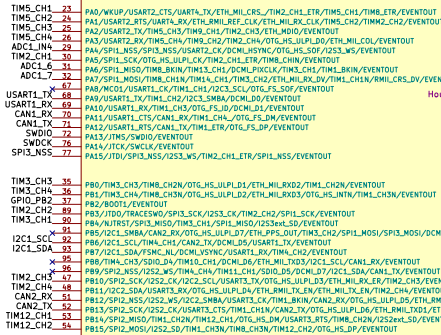 TIM5_CH1 23 PA0/WKUP/USART2_CTS/UART4_TX/ETH_MII_CRS_/TIM2_CH1_ETR/TIM5_CH1/TIM8_ETR/EVENTOUT
TIM5_CH2 24 PA1/USART2_RTS/UART4_RX/ETH_RMII_REF_CLK/ETH_MII_RX_CLK/TIM5_CH2/TIMM2_CH2/EVENTOUT
TIM5_CH3 25 PA2/USART2_TX/TIM5_CH3/TIM9_CH1/TIM2_CH3/ETH_MDIO/EVENTOUT
TIM5_CH4 26 PA3/USART2_RX/TIM5_CH4/TIM9_CH2/TIM2_CH4/OTG_HS_ULPI_D0/ETH_MII_COL/EVENTOUT
ADC1_IN4 29 PA4/SPI1_NSS/SPI3_NSS/USART2_CK/DCMI_HSYNC/OTG_HS_SOF/I2S3_WS/EVENTOUT
TIM2_CH1 30 PA5/SPI1_SCK/OTG_HS_ULPI_CK/TIM2_CH1_ETR/TIM8_CHIN/EVENTOUT
ADC1_6 31 PA6/SPI1_MISO/TIM8_BKIN/TIM13_CH1/DCMI_PIXCLK/TIM3_CH1/TIM1_BKIN/EVENTOUT
ADC1_7 32 PA7/SPI1_MOSI/TIM8_CH1N/TIM14_CH1/TIM3_CH2/ETH_MII_RX_DV/TIM1_CH1N/RMII_CRS_DV/EVEN
67 PA8/MCO1/USART1_CK/TIM1_CH1/I2C3_SCL/OTG_FS_SOF/EVENTOUT
USART1_TX 68 PA9/USART1_TX/TIM1_CH2/I2C3_SMBA/DCMI_D0/EVENTOUT
USART1_RX 69 PA10/USART1_RX/TIM1_CH3/OTG_FS_ID/DCMI_D1/EVENTOUT
CAN1_RX 70 PA11/USART1_CTS/CAN1_RX/TIM1_CH4_/OTG_FS_DM/EVENTOUT
CAN1_TX 71 PA12/USART1_RTS/CAN1_TX/TIM1_ETR/OTG_FS_DP/EVENTOUT
SWDIO 72 PA13/JTMS/SWDIO/EVENTOUT
SWDCK 76 PA14/JTCK/SWCLK/EVENTOUT
SPI3_NSS 77 PA15/JTDI/SPI3_NSS/I2S3_WS/TIM2_CH1_ETR/SPI1_NSS/EVENTOUT
TIM3_CH3 35 PB0/TIM3_CH3/TIM8_CH2N/OTG_HS_ULPI_D1/ETH_MII_RXD2/TIM1_CH2N/EVENTOUT
TIM3_CH4 36 PB1/TIM3_CH4/TIM8_CH3N/OTG_HS_ULPI_D2/ETH_MII_RXD3/OTG_HS_INTN/TIM1_CH3N/EVENTOUT
GPIO_PB2 37 PB2/BOOT1/EVENTOUT
TIM2_CH2 89 PB3/JTDO/TRACESWO/SPI3_SCK/I2S3_CK/TIM2_CH2/SPI1_SCK/EVENTOUT
TIM3_CH1 90 PB4/NJTRST/SPI3_MISO/TIM3_CH1/SPI1_MISO/I2S3ext_SD/EVENTOUT
91 PB5/I2C1_SMBA/CAN2_RX/OTG_HS_ULPI_D7/ETH_PPS_OUT/TIM3_CH2/SPI1_MOSI/SPI3_MOSI/DCM
I2C1_SCL 92 PB6/I2C1_SCL/TIM4_CH1/CAN2_TX/DCMI_D5/USART1_TX/EVENTOUT
I2C1_SDA 93 PB7/I2C1_SDA/FSMC_NL/DCMI_VSYNC/USART1_RX/TIM4_CH2/EVENTOUT
95 PB8/TIM4_CH3/SDIO_D4/TIM10_CH1/DCMI_D6/ETH_MII_TXD3/I2C1_SCL/CAN1_RX/EVENTOUT
96 PB9/SPI2_NSS/I2S2_WS/TIM4_CH4/TIM11_CH1/SDIO_D5/DCMI_D7/I2C1_SDA/CAN1_TX/EVENTOUT
TIM2_CH3 47 PB10/SPI2_SCK/I2S2_CK/I2C2_SCL/USART3_TX/OTG_HS_ULPI_D3/ETH_MII_RX_ER/TIM2_CH3/EVEN
TIM2_CH4 48 PB11/I2C2_SDA/USART3_RX/OTG_HS_ULPI_D4/ETH_RMII_TX_EN/ETH_MII_TX_EN/TIM2_CH4/EVENTO
CAN2_RX 51 PB12/SPI2_NSS/I2S2_WS/I2C2_SMBA/USART3_CK/TIM1_BKIN/CAN2_RX/OTG_HS_ULPI_D5/ETH_RM
CAN2_TX 52 PB13/SPI2_SCK/I2S2_CK/USART3_CTS/TIM1_CH1N/CAN2_TX/OTG_HS_ULPI_D6/ETH_RMII_TXD1/
TIM12_CH1 53 PB14/SPI2_MISO/TIM1_CH2N/TIM12_CH1/OTG_HS_DM/USART3_RTS/TIM8_CH2N/I2S2ext_SD/EVENT
TIM12_CH2 54 PB15/SPI2_MOSI/I2S2_SD/TIM1_CH3N/TIM8_CH3N/TIM12_CH2/OTG_HS_DP/EVENTOUT